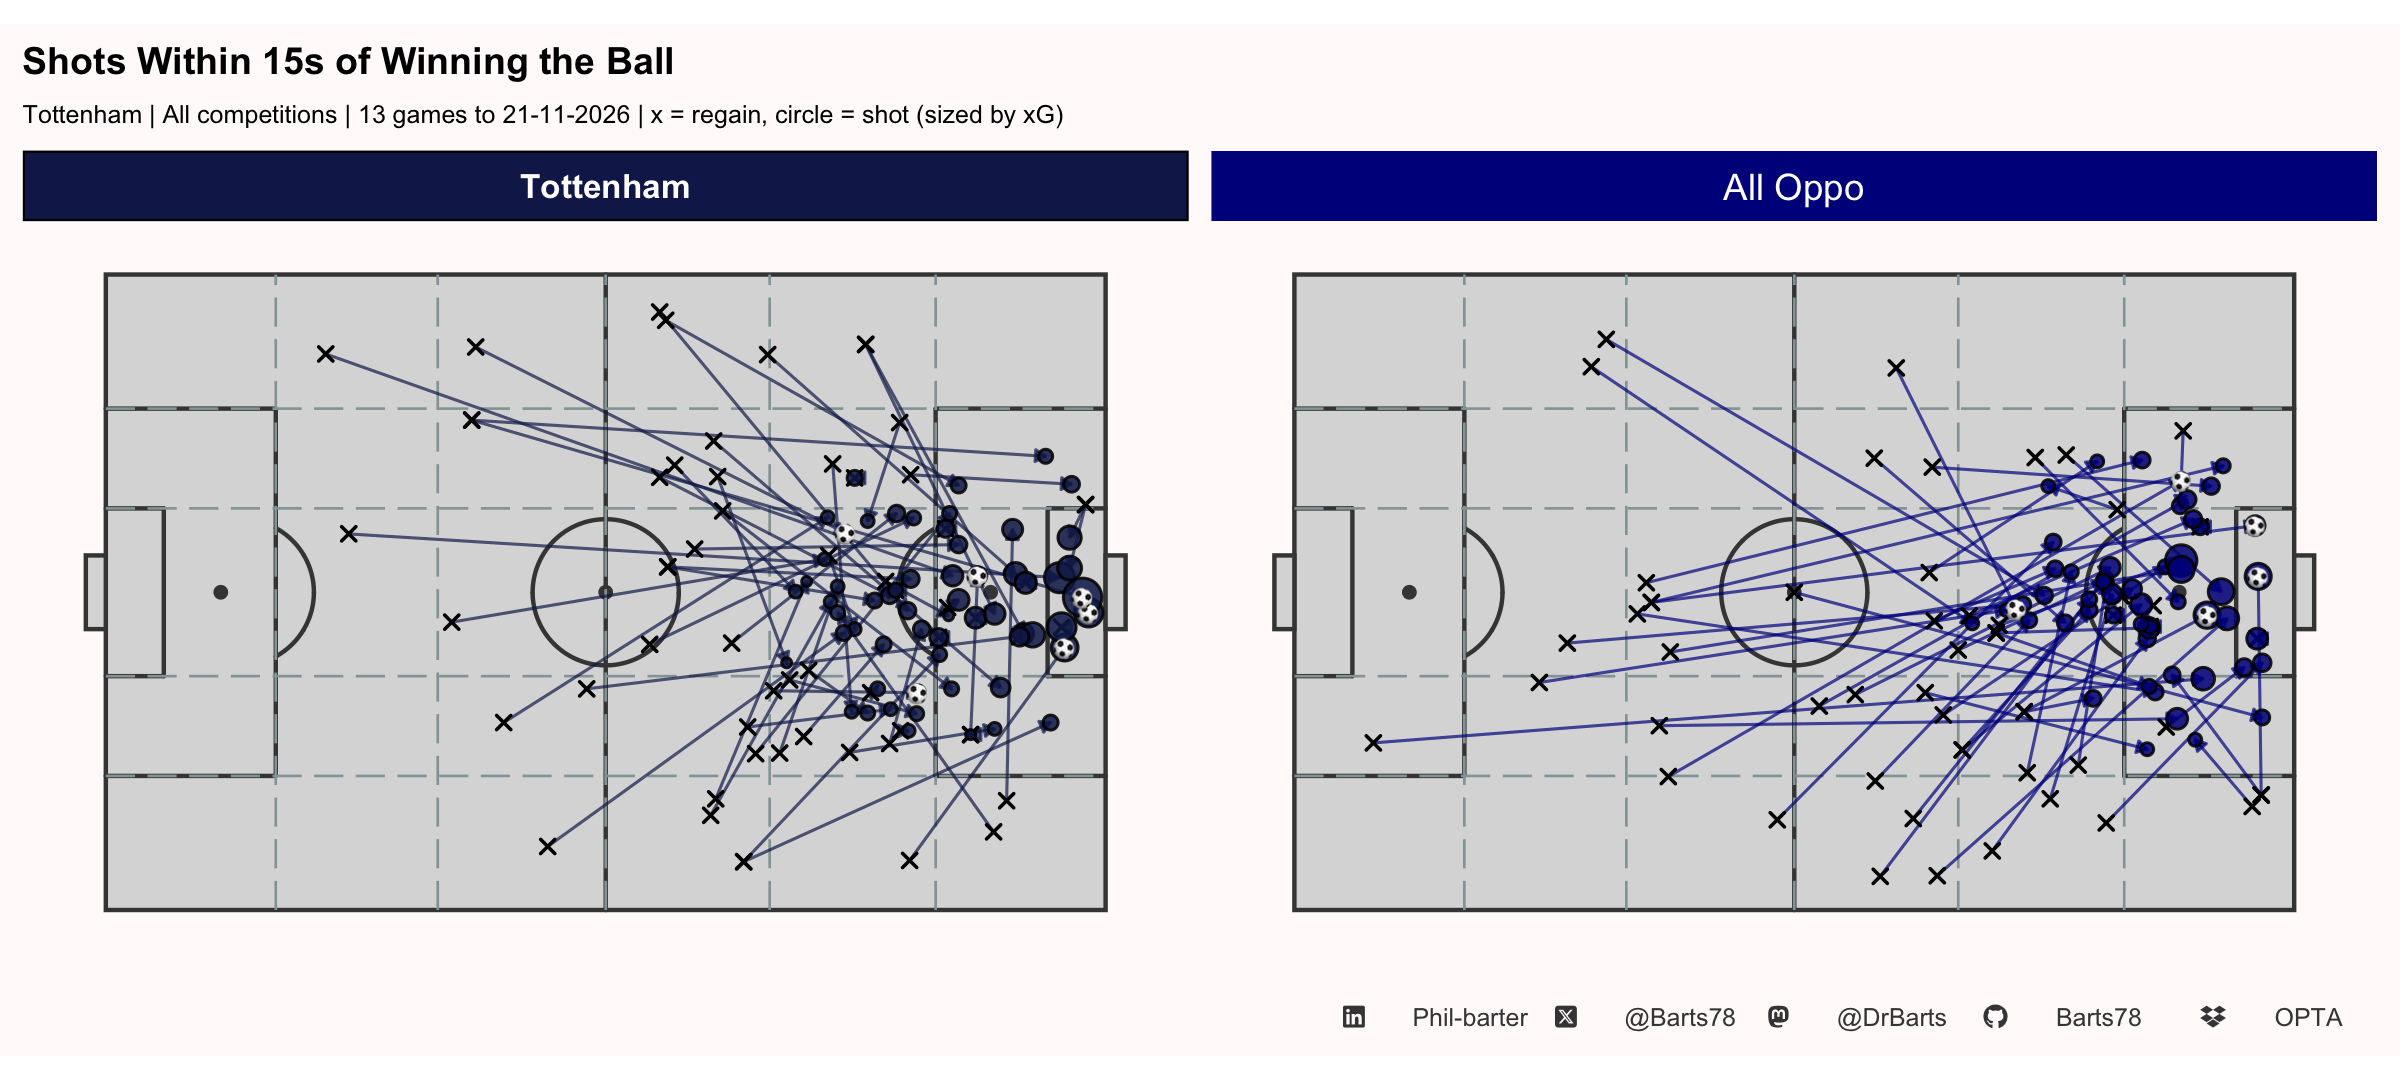 Shots Within 15s of Winning the Ball
Tottenham | All competitions | 13 games to 21-11-2026 | x = regain, circle = shot (sized by xG)
Tottenham
All Oppo
Phil-barter @Barts78 @DrBarts Barts78 OPTA